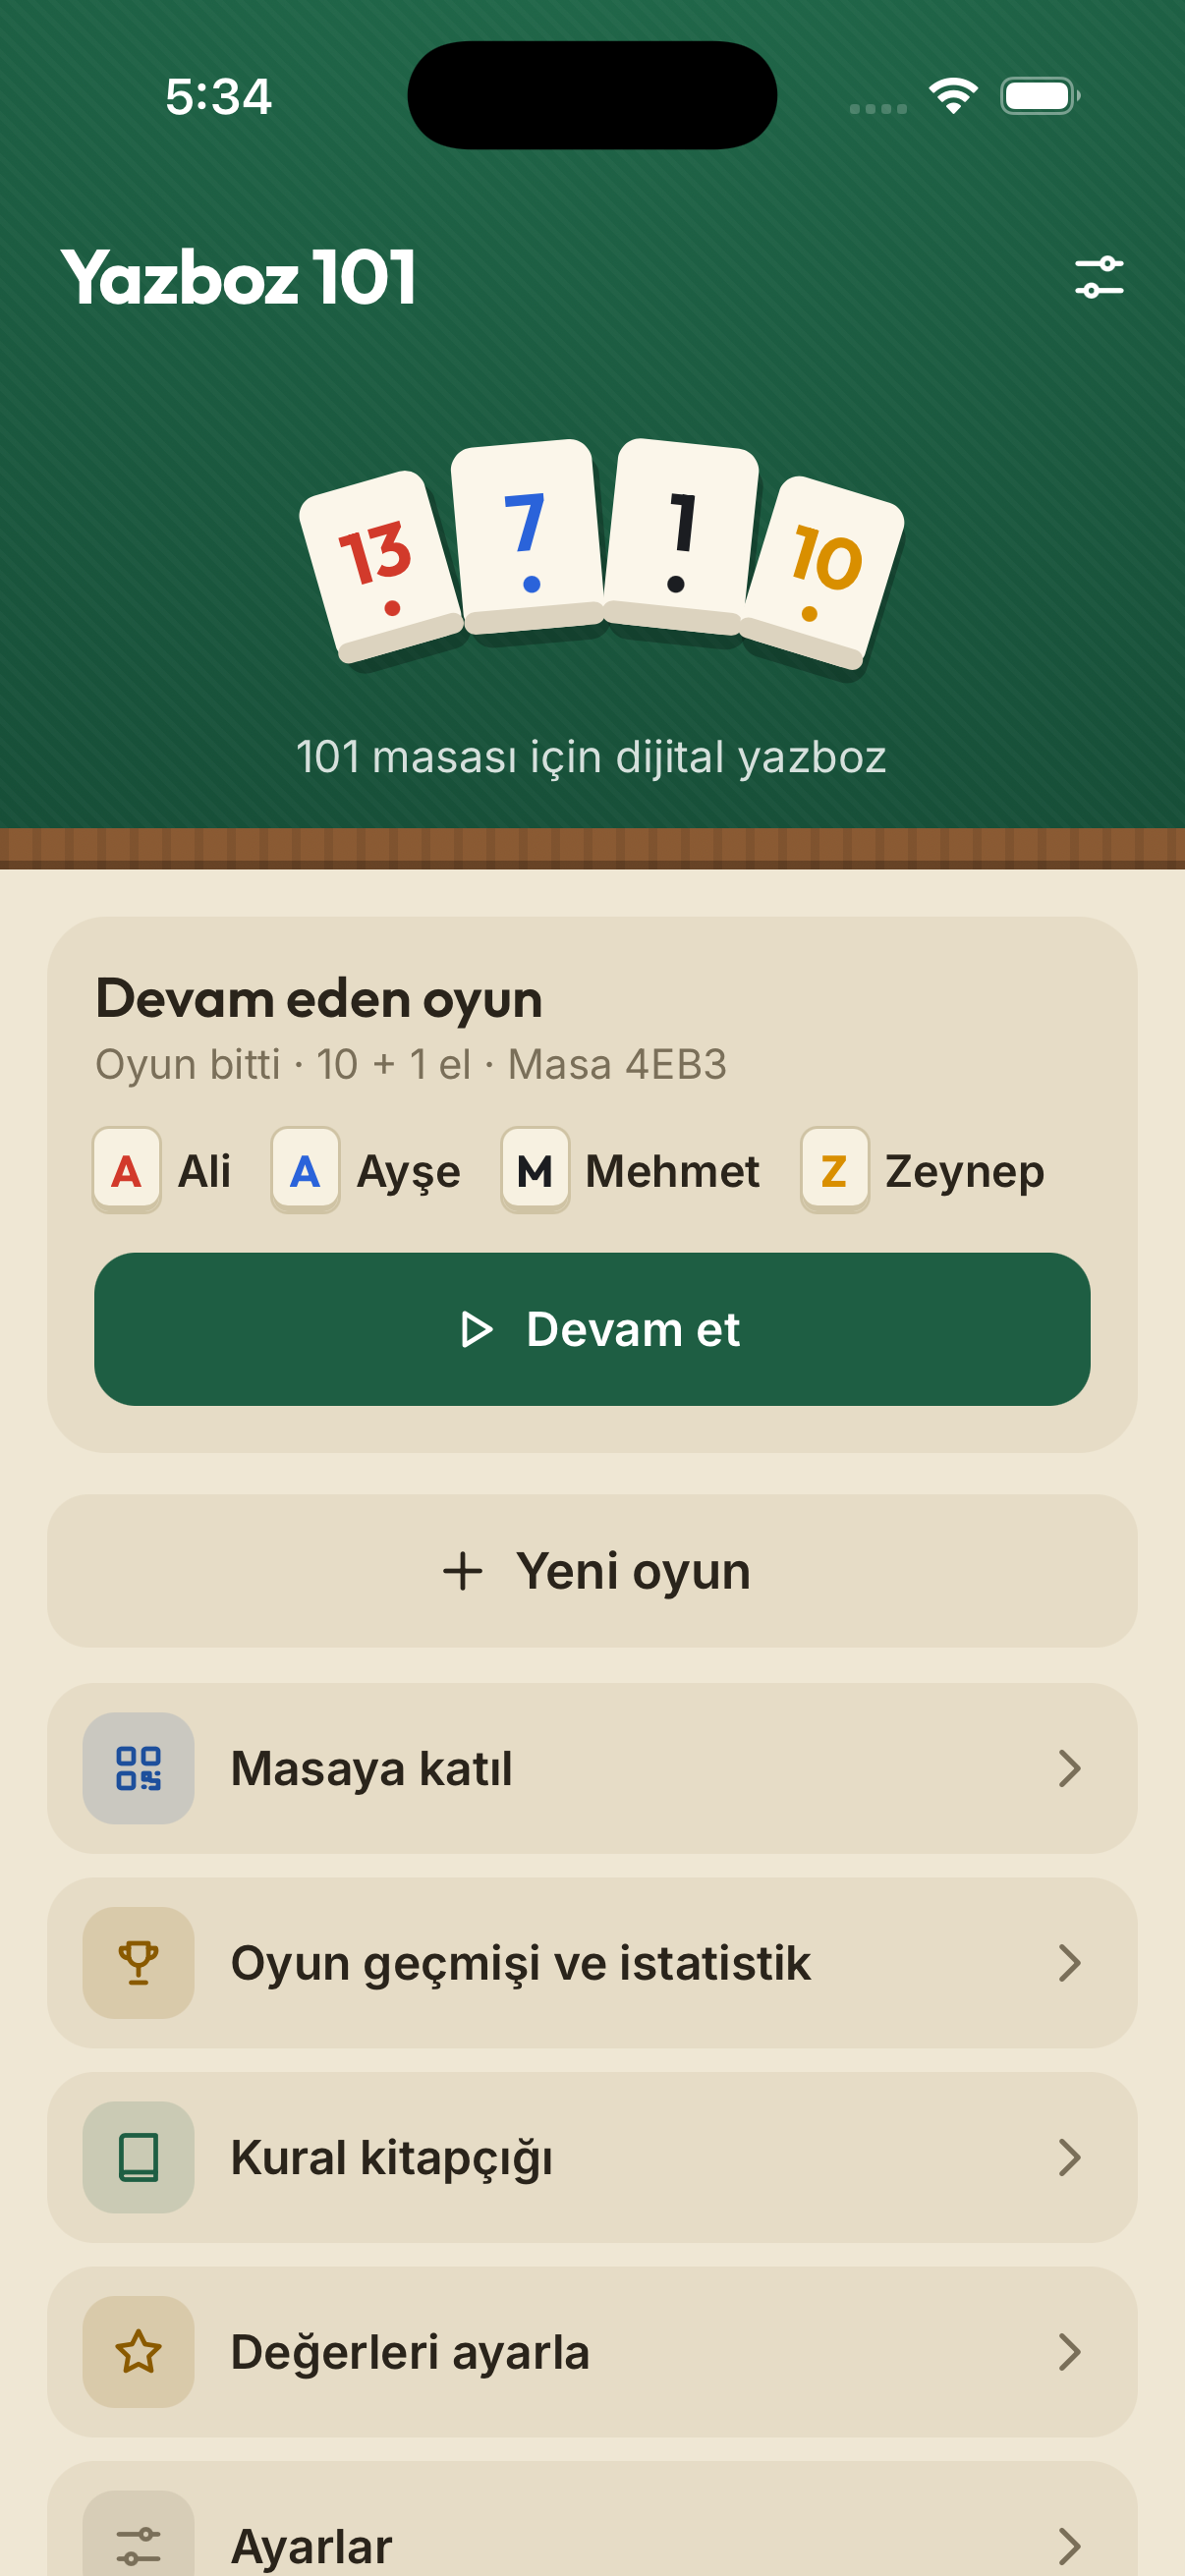 5:34
Yazboz 101
13
7
1
10
101 masası için dijital yazboz
Devam eden oyun
Oyun bitti · 10 + 1 el · Masa 4EB3
A Ali A Ayşe M Mehmet Z Zeynep
Devam et
Yeni oyun
Masaya katıl
Oyun geçmişi ve istatistik
Kural kitapçığı
Değerleri ayarla
Ayarlar